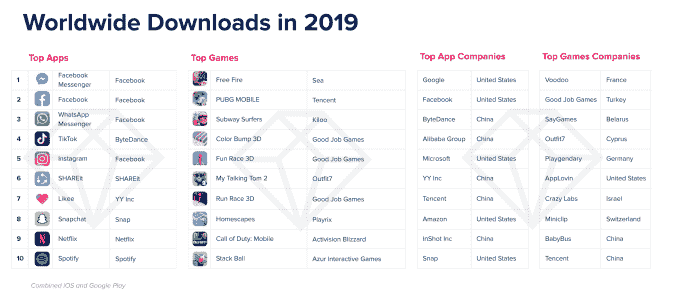 Worldwide Downloads in 2019
Top Apps
1 Facebook Messenger Facebook
2 Facebook Facebook
3 WhatsApp Messenger Facebook
4 TikTok ByteDance
5 Instagram Facebook
6 SHAREit SHAREit
7 Likee YY Inc
8 Snapchat Snap
9 Netflix Netflix
10 Spotify Spotify
Top Games
Free Fire Sea
PUBG MOBILE Tencent
Subway Surfers Kiloo
Color Bump 3D Good Job Games
Fun Race 3D Good Job Games
My Talking Tom 2 Outfit7
Run Race 3D Good Job Games
Homescapes Playrix
Call of Duty: Mobile Activision Blizzard
Stack Ball Azur Interactive Games
Top App Companies
Google United States
Facebook United States
ByteDance China
Alibaba Group China
Microsoft United States
YY Inc China
Tencent China
Amazon United States
InShot Inc China
Snap United States
Top Games Companies
Voodoo France
Good Job Games Turkey
SayGames Belarus
Outfit7 Cyprus
Playgendary Germany
AppLovin United States
Crazy Labs Israel
Miniclip Switzerland
BabyBus China
Tencent China
Combined iOS and Google Play